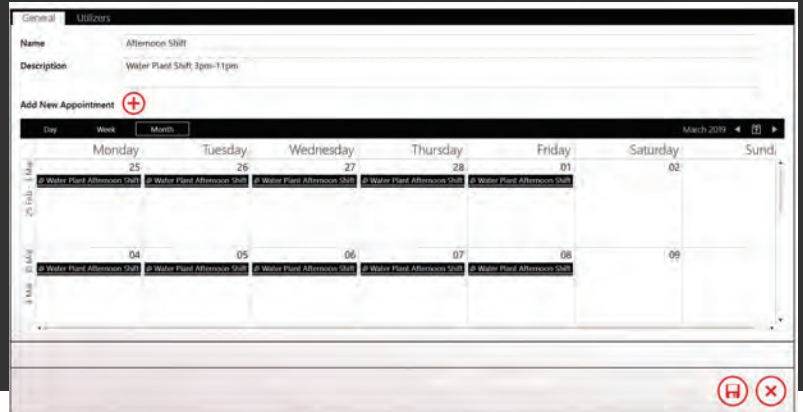 General Utilizers
Name Afternoon Shift
Description Water Plant Shift 3pm-11pm
Add New Appointment
Day Week Month March 2019
Monday Tuesday Wednesday Thursday Friday Saturday Sund.
25 26 27 28 01 02
Water Plant Afternoon Shift Water Plant Afternoon Shift Water Plant Afternoon Shift Water Plant Afternoon Shift Water Plant Afternoon Shift
04 05 06 07 08 09
Water Plant Afternoon Shift Water Plant Afternoon Shift Water Plant Afternoon Shift Water Plant Afternoon Shift Water Plant Afternoon Shift